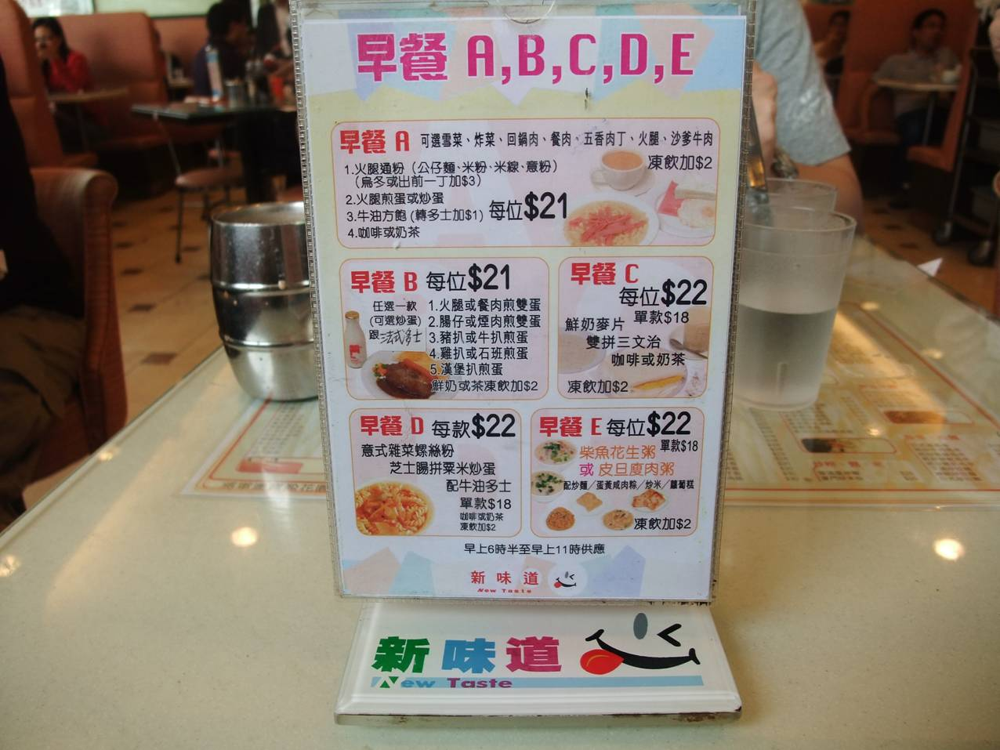 早餐 A,B,C,D,E
早餐 A 可選雪菜、炸菜、回鍋肉、餐肉、五香肉丁、火腿、沙爹牛肉
凍飲加$2
1.火腿通粉（公仔麵、米粉、米線、意粉）
（烏冬或出前一丁加$3）
2.火腿煎蛋或炒蛋
3.牛油方飽(轉多士加$1) 每位$21
4.咖啡或奶茶
早餐 B 每位$21
任選一款
(可選炒蛋)
跟法式多士
1.火腿或餐肉煎雙蛋
2.腸仔或煙肉煎雙蛋
3.豬扒或牛扒煎蛋
4.雞扒或石班煎蛋
5.漢堡扒煎蛋
鮮奶或茶凍飲加$2
早餐 C
每位$22
單款$18
鮮奶麥片
雙拼三文治
咖啡或奶茶
凍飲加$2
早餐 D 每款$22
意式雜菜螺絲粉
芝士腸拼粟米炒蛋
配牛油多士
單款$18
咖啡或奶茶
凍飲加$2
早餐 E 每位$22
單款$18
柴魚花生粥
或 皮旦瘦肉粥
配炒麵／蛋黃咸肉粽／炒米／蘿蔔糕
凍飲加$2
早上6時半至早上11時供應
新味道
New Taste
新味道
New Taste